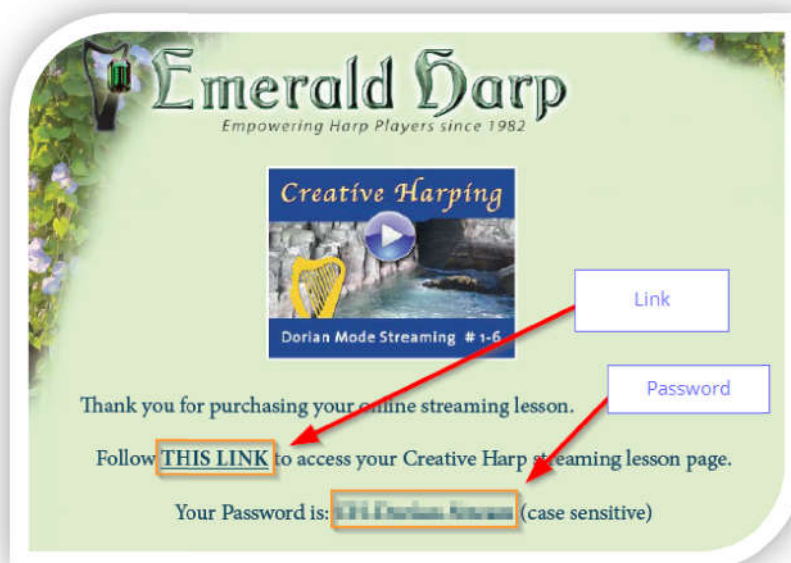 Emerald Harp
Empowering Harp Players since 1982
Creative Harping
Dorian Mode Streaming # 1-6
Link
Password
Thank you for purchasing your online streaming lesson.
Follow THIS LINK to access your Creative Harp streaming lesson page.
Your Password is: (case sensitive)